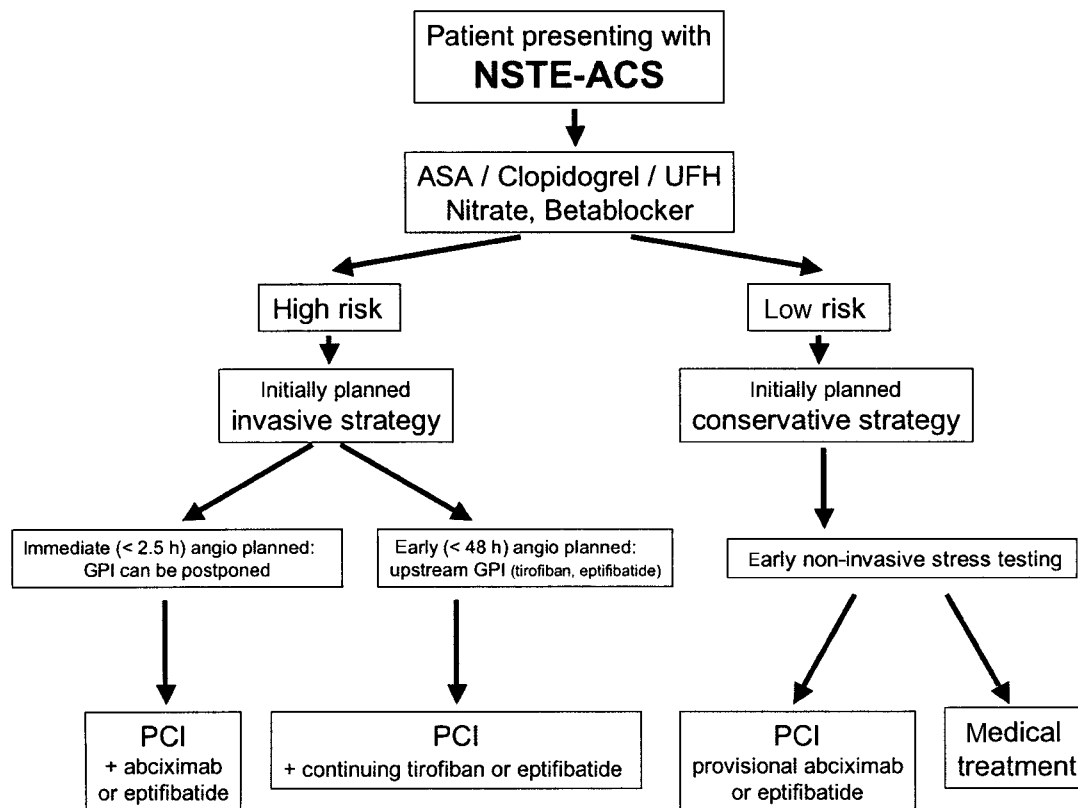 Patient presenting with
NSTE-ACS
ASA / Clopidogrel / UFH
Nitrate, Betablocker
High risk
Low risk
Initially planned
invasive strategy
Initially planned
conservative strategy
Immediate (< 2.5 h) angio planned:
GPI can be postponed
Early (< 48 h) angio planned:
upstream GPI (tirofiban, eptifibatide)
Early non-invasive stress testing
PCI
+ abciximab
or eptifibatide
PCI
+ continuing tirofiban or eptifibatide
PCI
provisional abciximab
or eptifibatide
Medical
treatment